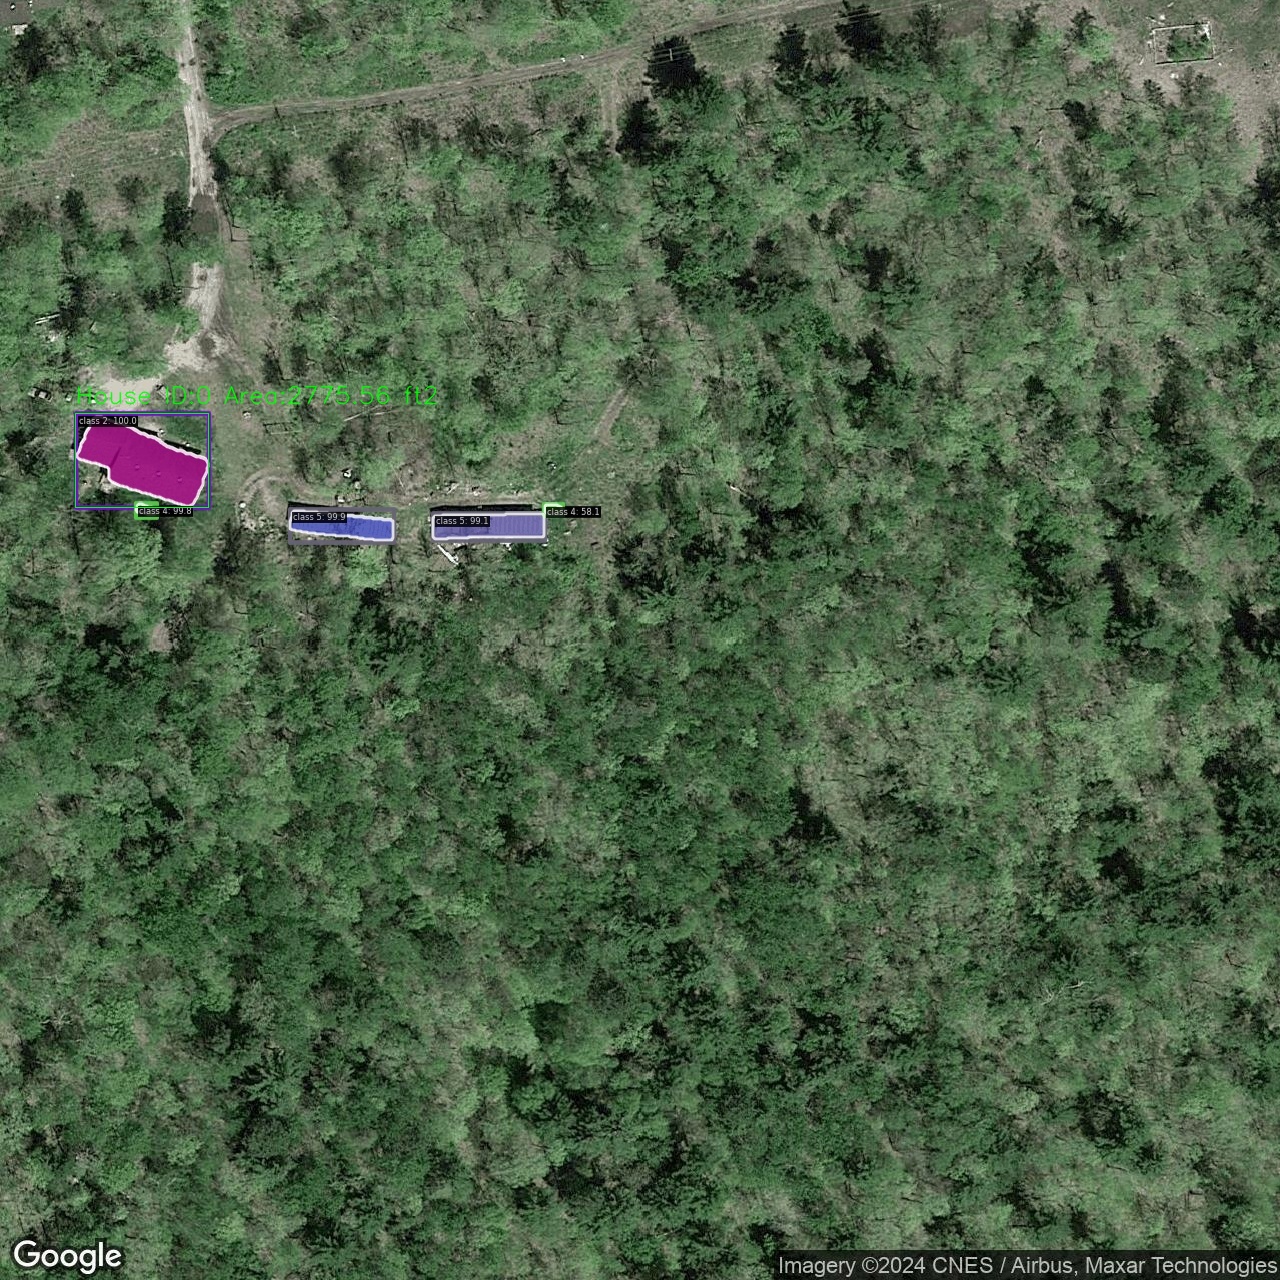 House ID:0 Area:2775.56 ft2
class 2: 100.0
class 4: 99.8
class 5: 99.9
class 5: 99.1
class 4: 58.1
Google
Imagery ©2024 CNES / Airbus, Maxar Technologies